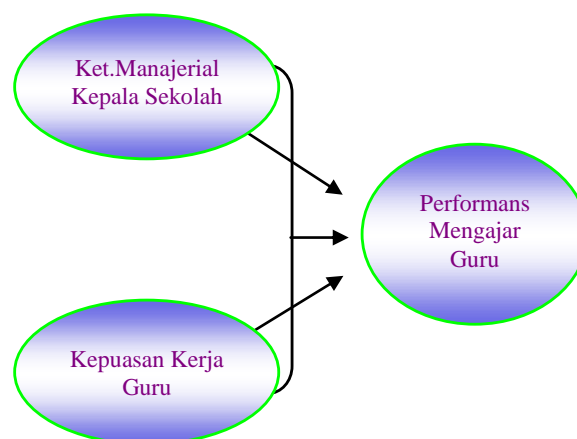 Ket.Manajerial
Kepala Sekolah
Performans
Mengajar
Guru
Kepuasan Kerja
Guru